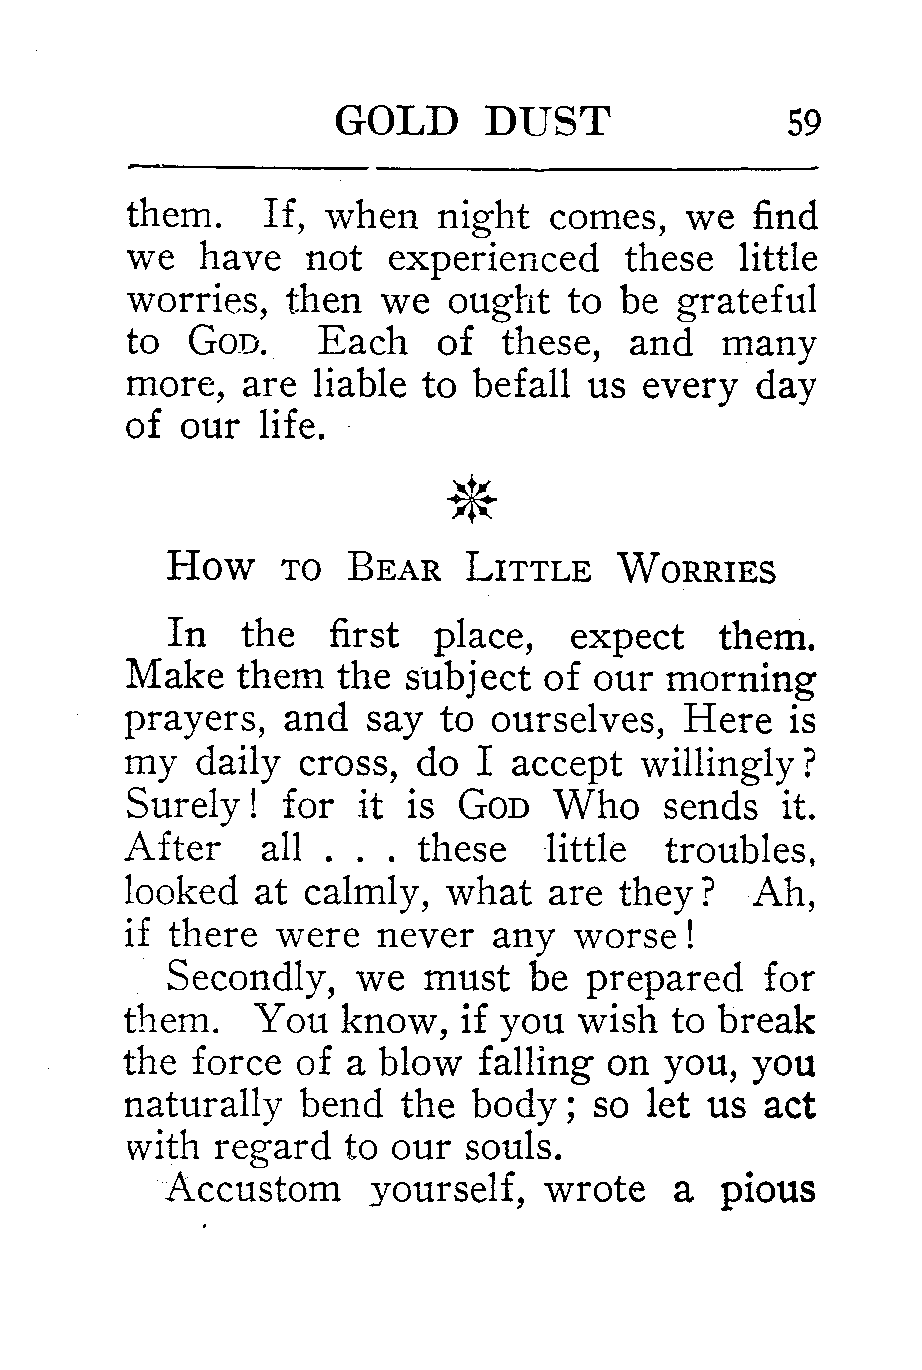 GOLD DUST 59
them. If, when night comes, we find
we have not experienced these little
worries, then we ought to be grateful
to GOD. Each of these, and many
more, are liable to befall us every day
of our life.
HOW TO BEAR LITTLE WORRIES
In the first place, expect them.
Make them the subject of our morning
prayers, and say to ourselves, Here is
my daily cross, do I accept willingly?
Surely! for it is GOD Who sends it.
After all . . . these little troubles,
looked at calmly, what are they? Ah,
if there were never any worse!
Secondly, we must be prepared for
them. You know, if you wish to break
the force of a blow falling on you, you
naturally bend the body; so let us act
with regard to our souls.
Accustom yourself, wrote a pious